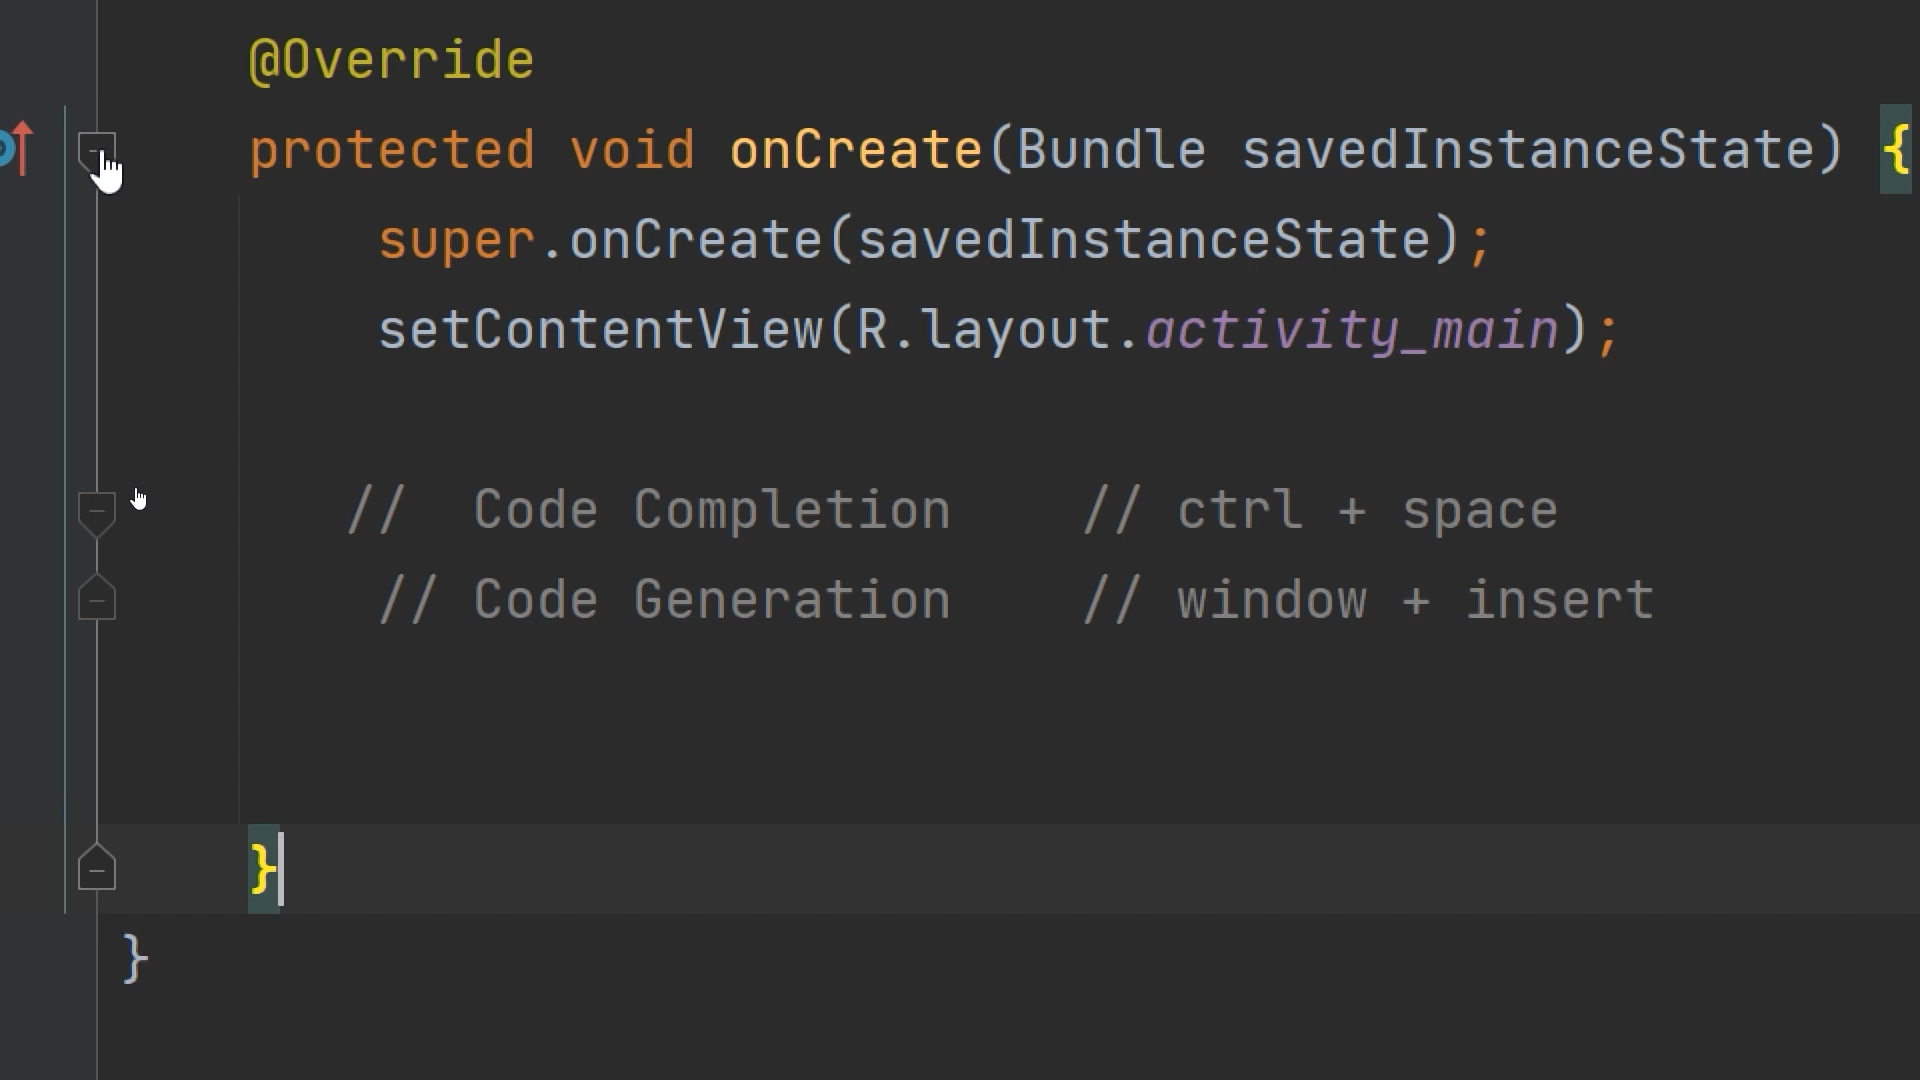 @Override
protected void onCreate(Bundle savedInstanceState) {
super.onCreate(savedInstanceState);
setContentView(R.layout.activity_main);
//  Code Completion    // ctrl + space
// Code Generation    // window + insert
}
}